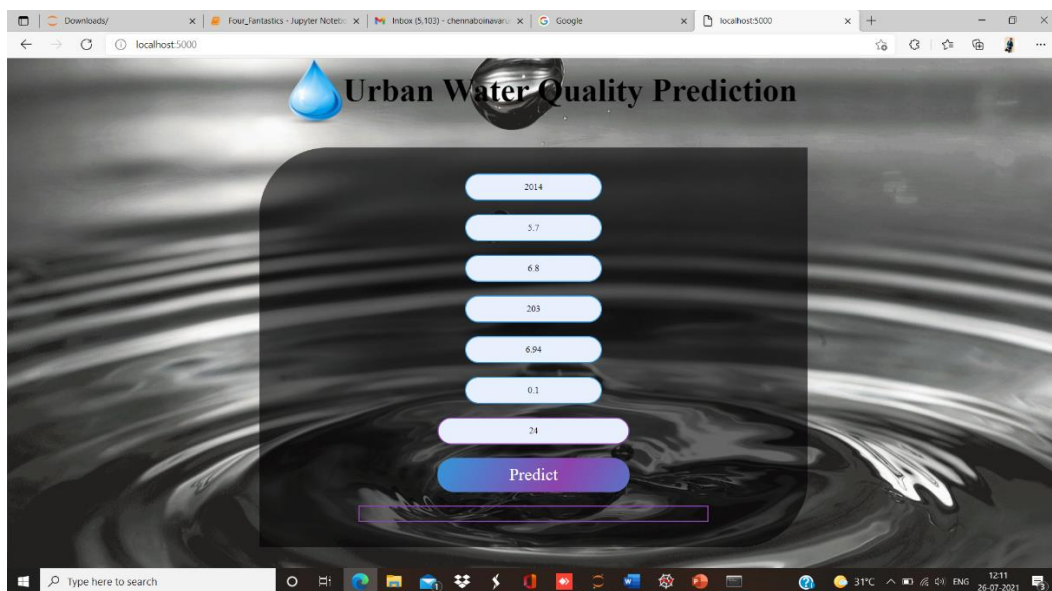 Downloads/
Four_Fantastics - Jupyter Notebo
Inbox (5,103) - chennaboinavaru
Google
localhost:5000
localhost:5000
Urban Water Quality Prediction
2014
5.7
6.8
203
6.94
0.1
24
Predict
Type here to search
31°C
ENG
12:11
26-07-2021